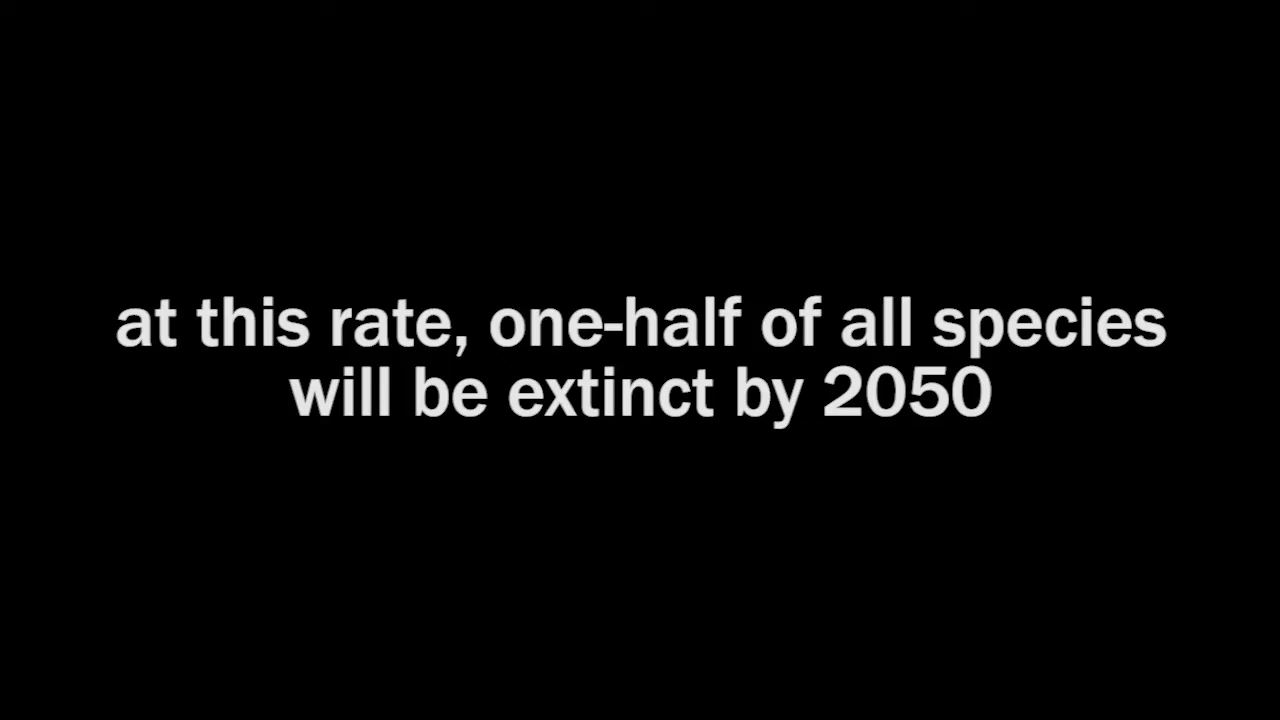 at this rate, one-half of all species
will be extinct by 2050